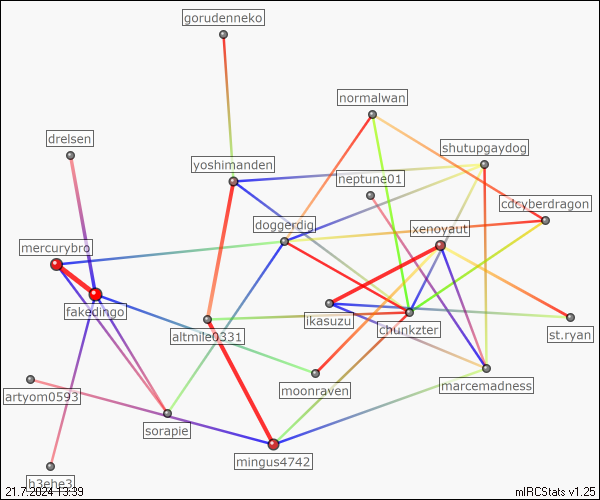 gorudenneko
normalwan
drelsen
shutupgaydog
yoshimanden
neptune01
cdcyberdragon
doggerdig
xenoyaut
mercurybro
fakedingo
ikasuzu
chunkzter
altmile0331
st.ryan
marcemadness
moonraven
artyom0593
sorapie
mingus4742
h3ehe3
21.7.2024 13:39
mIRCStats v1.25